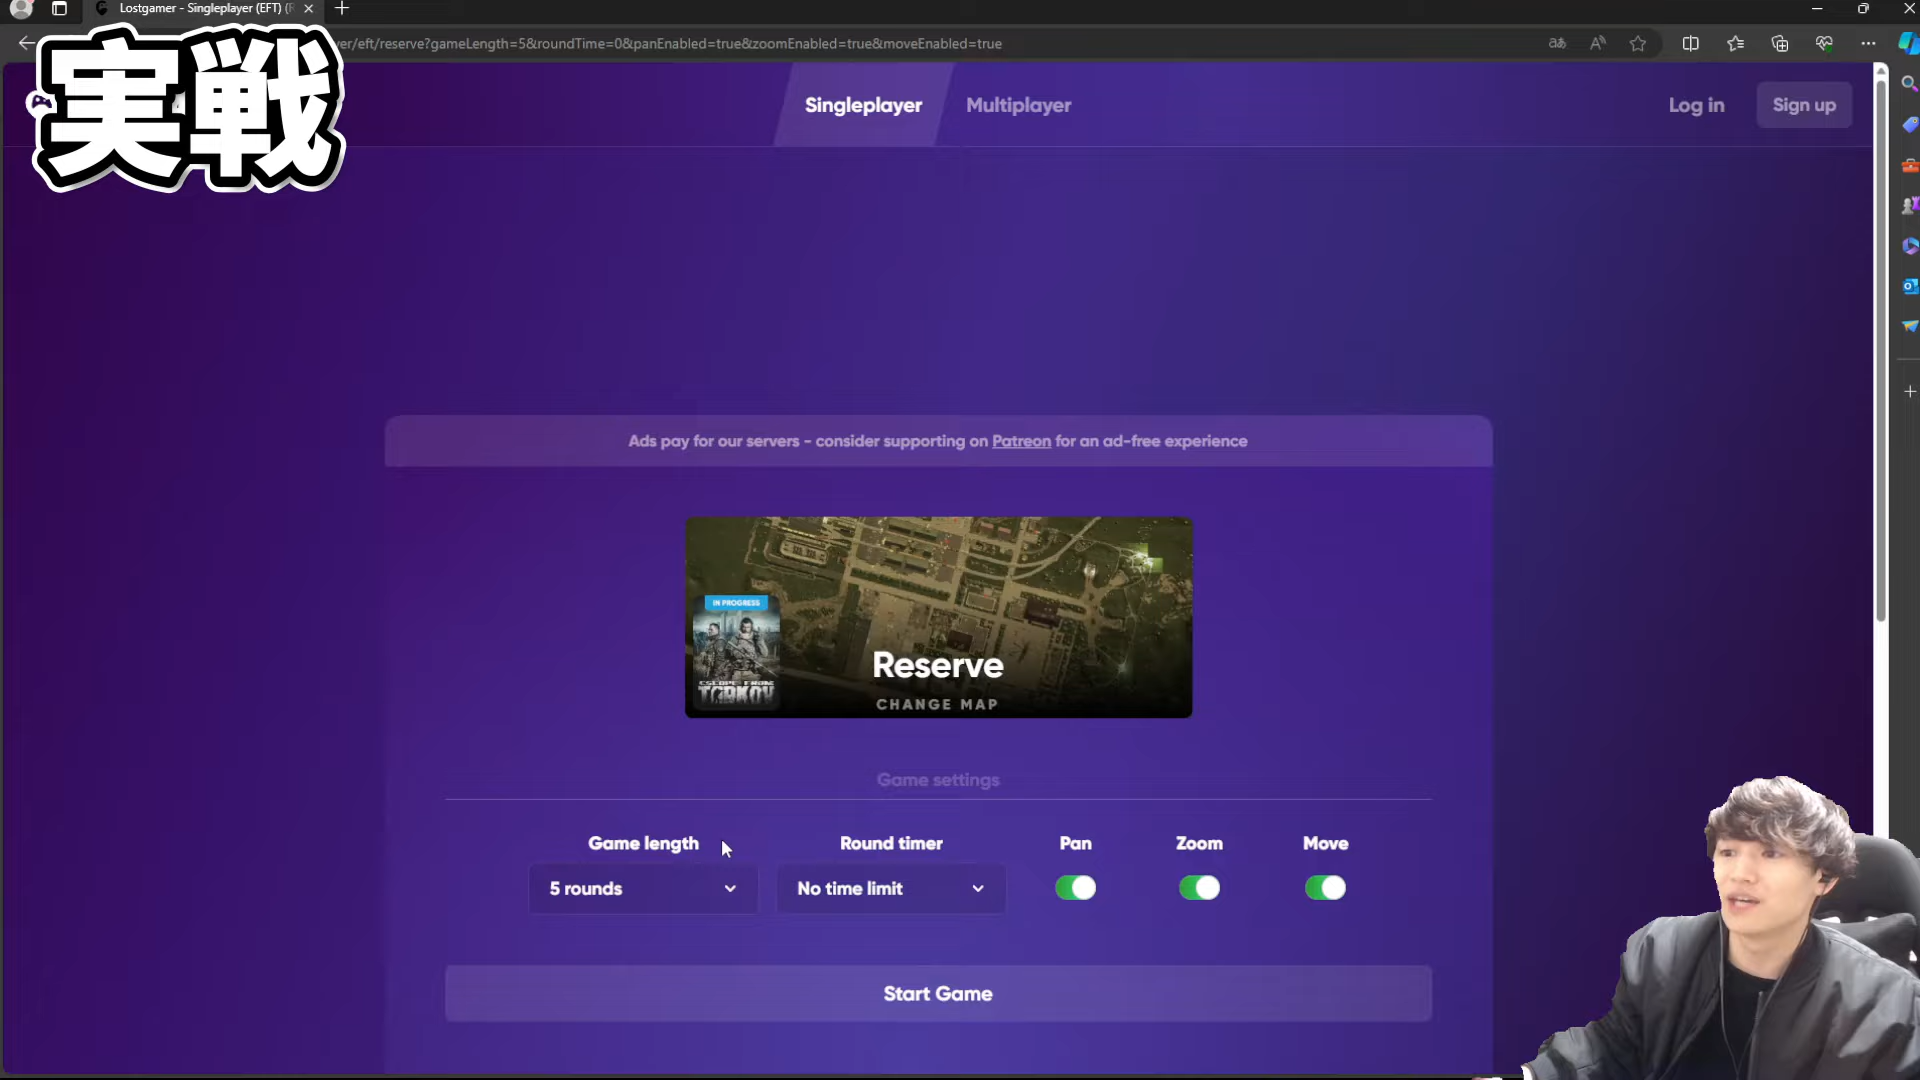 Lostgamer - Singleplayer (EFT) (R
er/eft/reserve?gameLength=5&roundTime=0&panEnabled=true&zoomEnabled=true&moveEnabled=true
実戦
Singleplayer
Multiplayer
Log in
Sign up
Ads pay for our servers - consider supporting on Patreon for an ad-free experience
IN PROGRESS
ESCAPE FROM
TARKOV
Reserve
CHANGE MAP
Game settings
Game length
Round timer
Pan
Zoom
Move
5 rounds
No time limit
Start Game